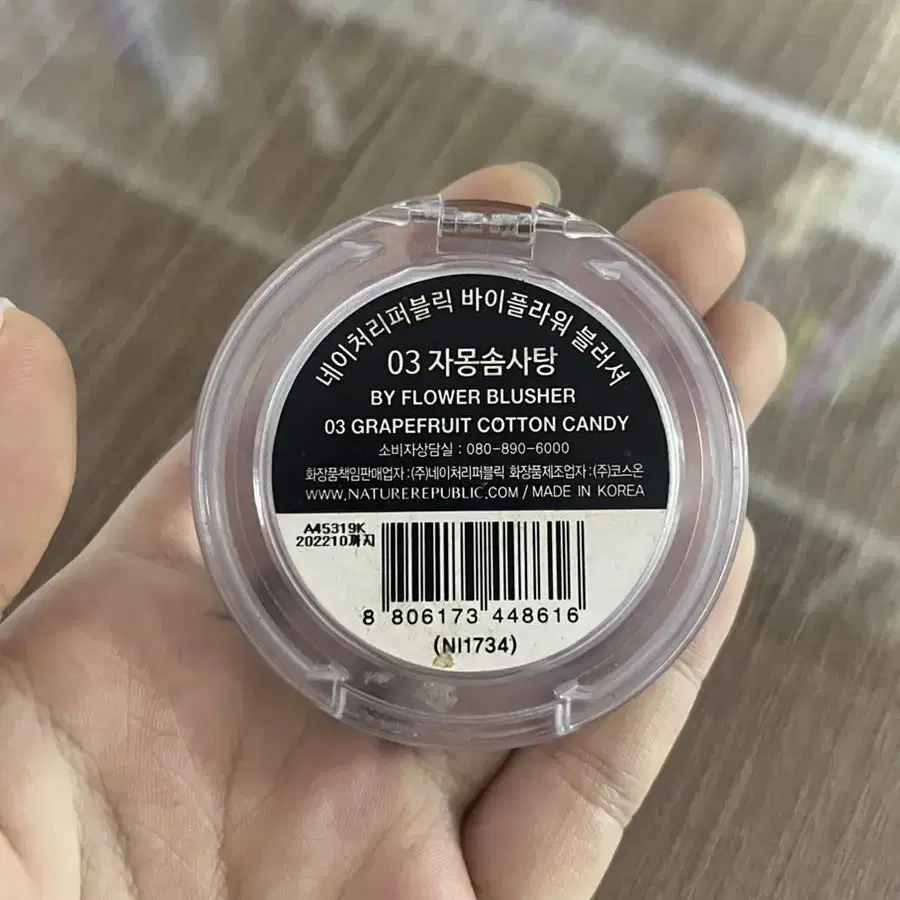 네이처리퍼블릭 바이플라워 블러셔
03 자몽솜사탕
BY FLOWER BLUSHER
03 GRAPEFRUIT COTTON CANDY
소비자상담실 : 080-890-6000
화장품책임판매업자 : (주)네이처리퍼블릭 화장품제조업자 : (주)코스온
WWW.NATUREREPUBLIC.COM / MADE IN KOREA
A45319K
202210까지
8 806173 448616
(NI1734)